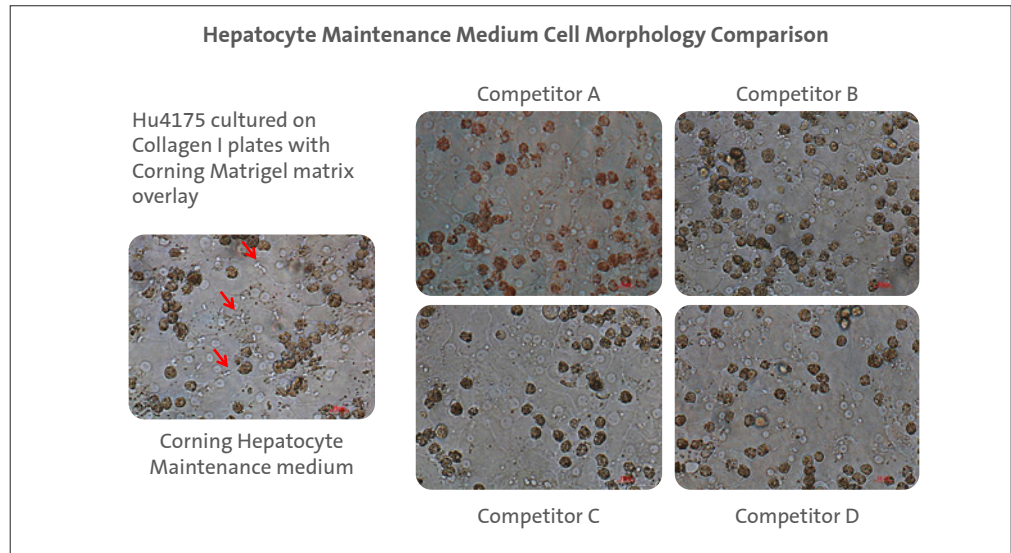 Hepatocyte Maintenance Medium Cell Morphology Comparison
Hu4175 cultured on
Collagen I plates with
Corning Matrigel matrix
overlay
Corning Hepatocyte
Maintenance medium
Competitor A
Competitor B
Competitor C
Competitor D